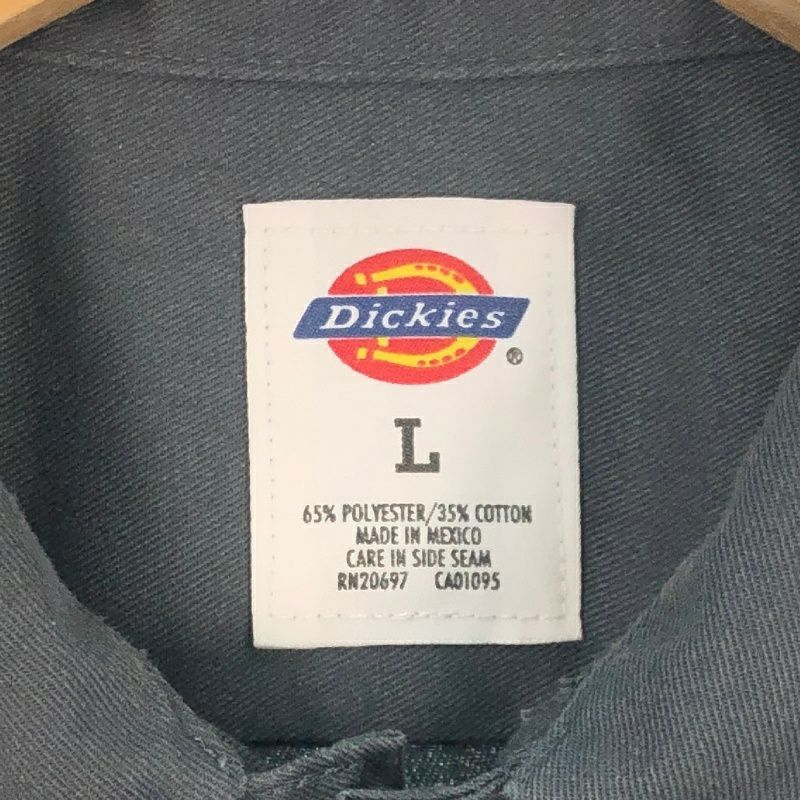 Dickies
®
L
65% POLYESTER/35% COTTON
MADE IN MEXICO
CARE IN SIDE SEAM
RN20697 CA01095